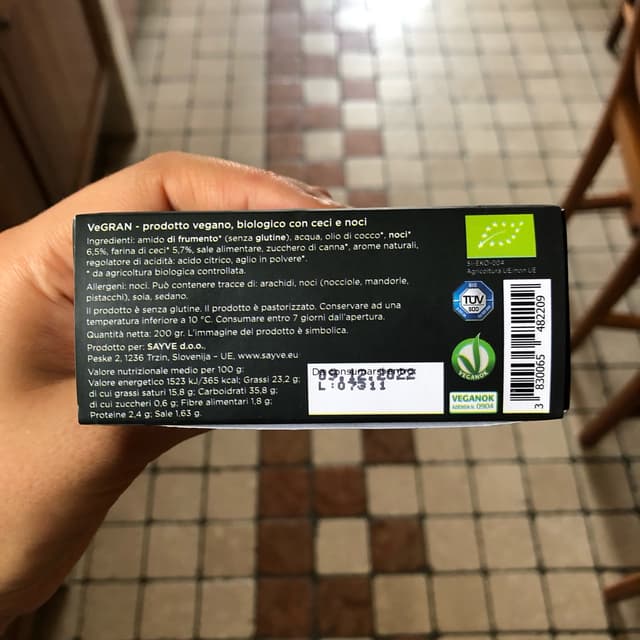 VeGRAN - prodotto vegano, biologico con ceci e noci
Ingredienti: amido di frumento* (senza glutine), acqua, olio di cocco*, noci*
6,5%, farina di ceci* 5,7%, sale alimentare, zucchero di canna*, arome naturali,
regolatore di acidità: acido citrico, aglio in polvere*.
* da agricoltura biologica controllata.
Allergeni: noci. Può contenere tracce di: arachidi, noci (nocciole, mandorle,
pistacchi), soia, sedano.
Il prodotto è senza glutine. Il prodotto è pastorizzato. Conservare ad una
temperatura inferiore a 10 °C. Consumare entro 7 giorni dall'apertura.
Quantità netta: 200 gr. L'immagine del prodotto è simbolica.
Prodotto per: SAYVE d.o.o.,
Peske 2, 1236 Trzin, Slovenija - UE, www.sayve.eu
Valore nutrizionale medio per 100 g:
Valore energetico 1523 kJ/365 kcal; Grassi 23,2 g;
di cui grassi saturi 15,8 g; Carboidrati 35,8 g;
di cui zuccheri 0,6 g; Fibre alimentari 1,8 g;
Proteine 2,4 g; Sale 1,63 g.
09.12.2022
L:07311
SI-EKO-004
Agricoltura UE/non UE
BIO
TÜV
SÜD
VEGANOK
VEGANOK
AZIENDA N. 0904
3 830065 482209